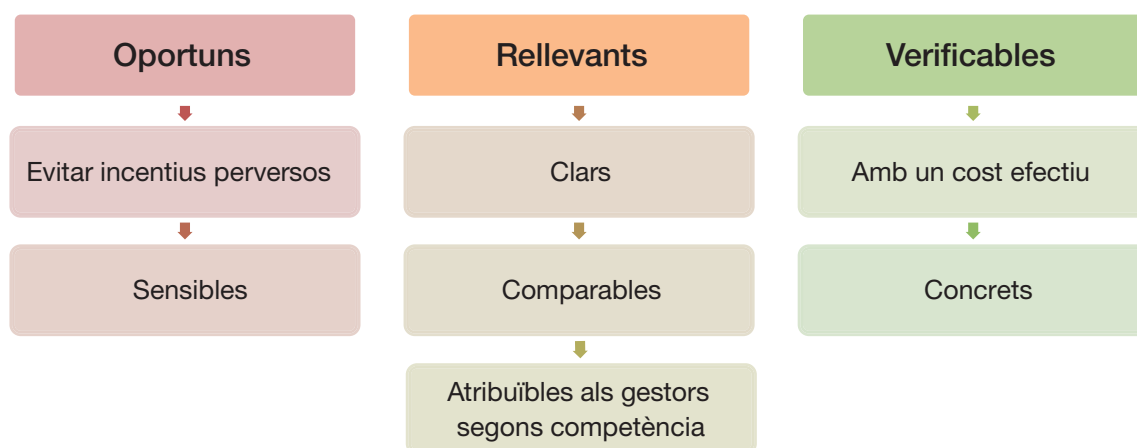 Oportuns
Evitar incentius perversos
Sensibles
Rellevants
Clars
Comparables
Atribuïbles als gestors
segons competència
Verificables
Amb un cost efectiu
Concrets